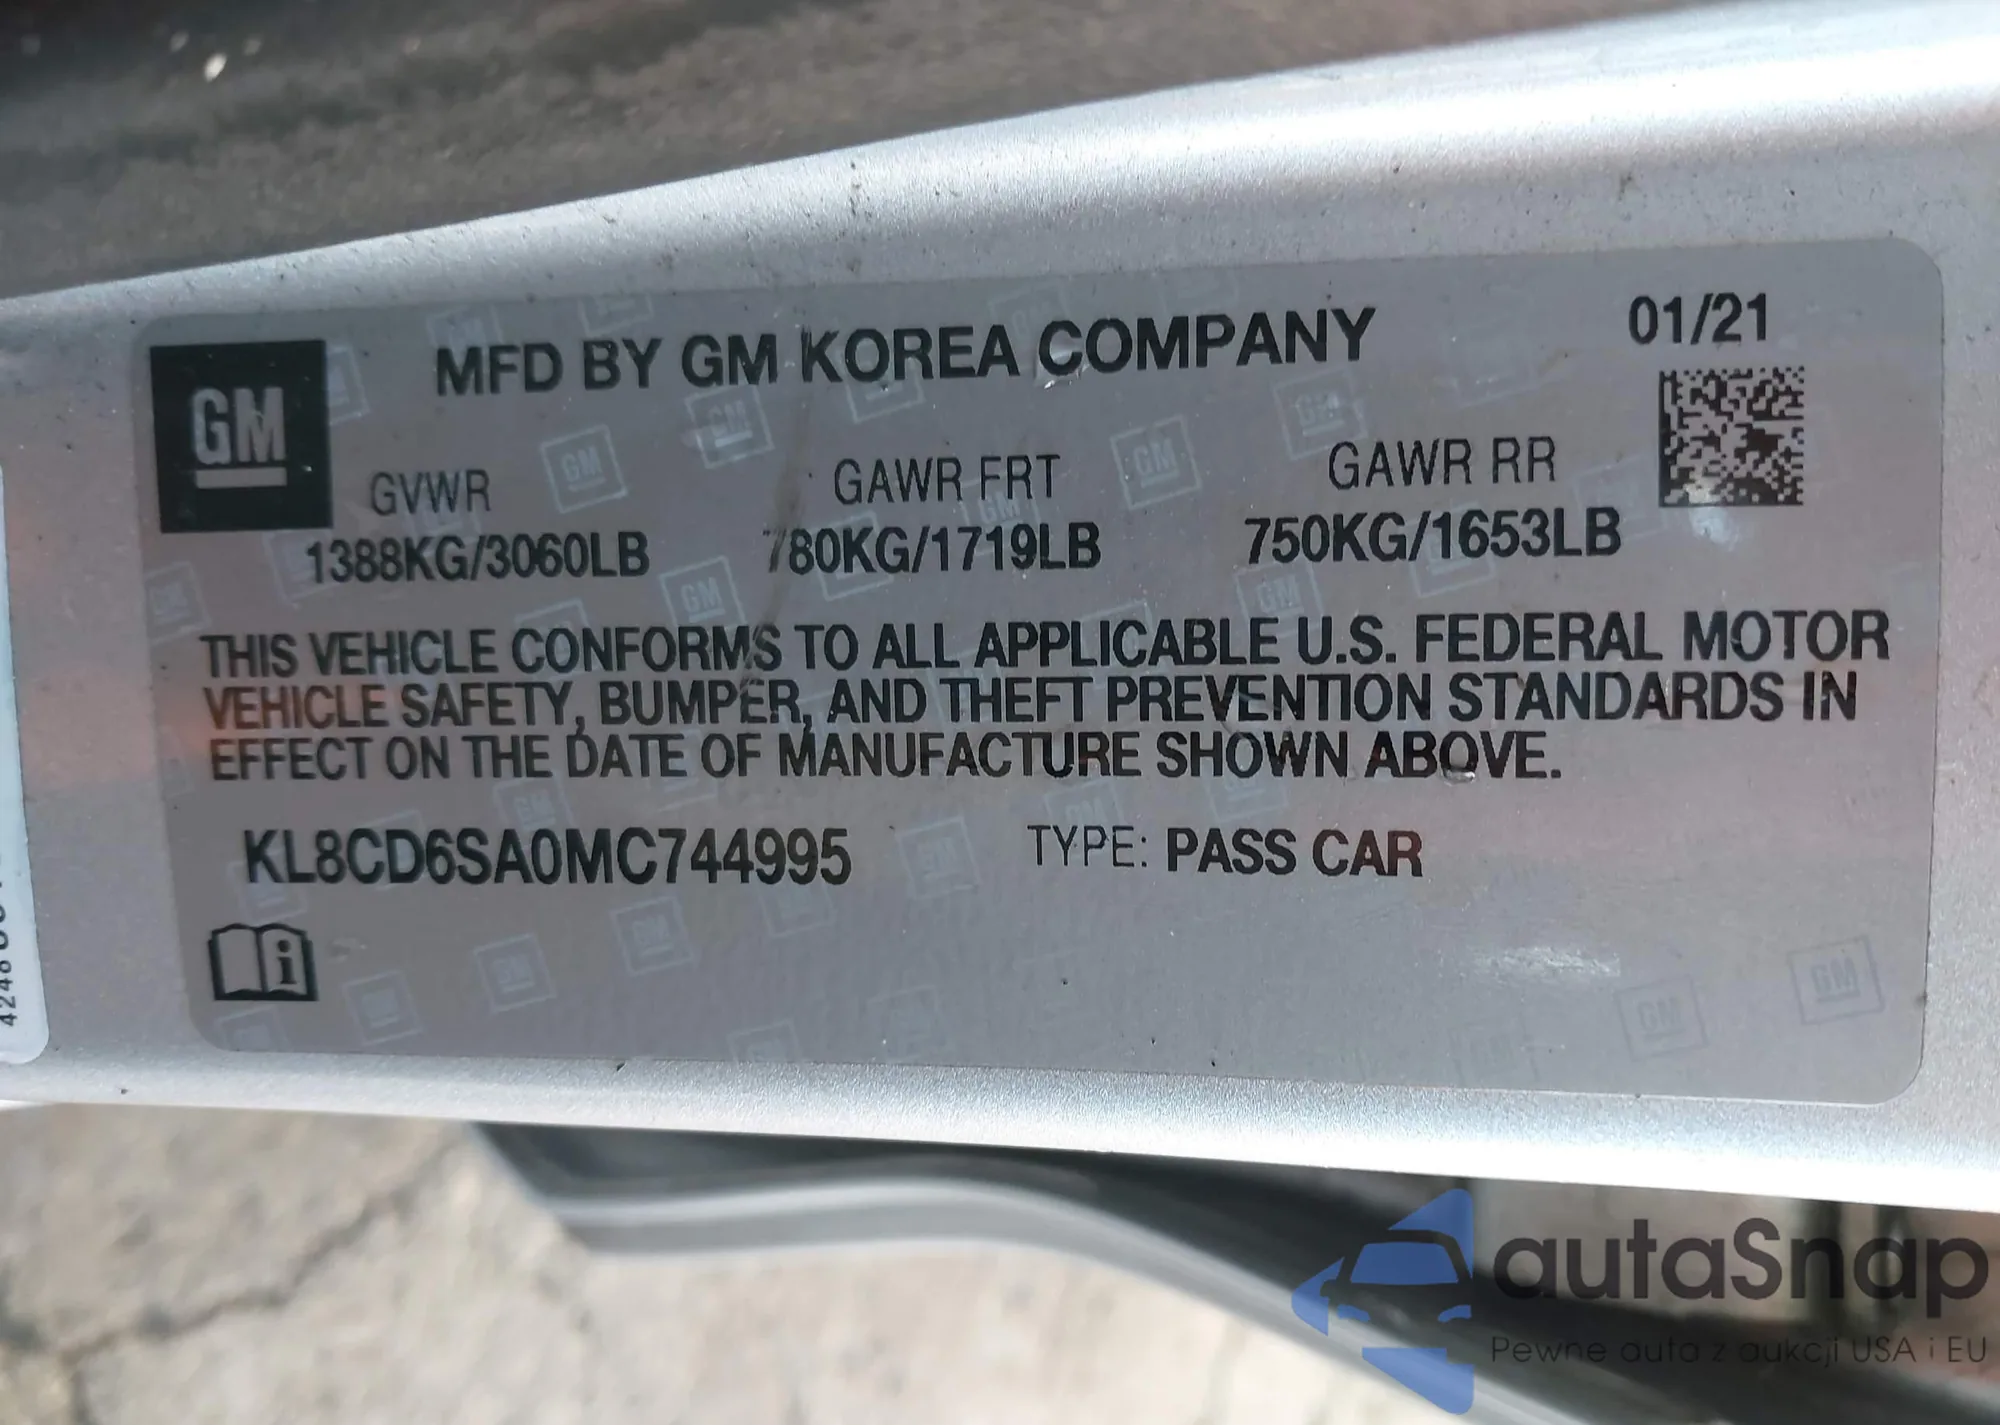 MFD BY GM KOREA COMPANY
01/21
GM
GVWR
GAWR FRT
GAWR RR
1388KG/3060LB
780KG/1719LB
750KG/1653LB
THIS VEHICLE CONFORMS TO ALL APPLICABLE U.S. FEDERAL MOTOR
VEHICLE SAFETY, BUMPER, AND THEFT PREVENTION STANDARDS IN
EFFECT ON THE DATE OF MANUFACTURE SHOWN ABOVE.
KL8CD6SA0MC744995
TYPE: PASS CAR
autaSnap
Pewne auta z aukcji USA i EU